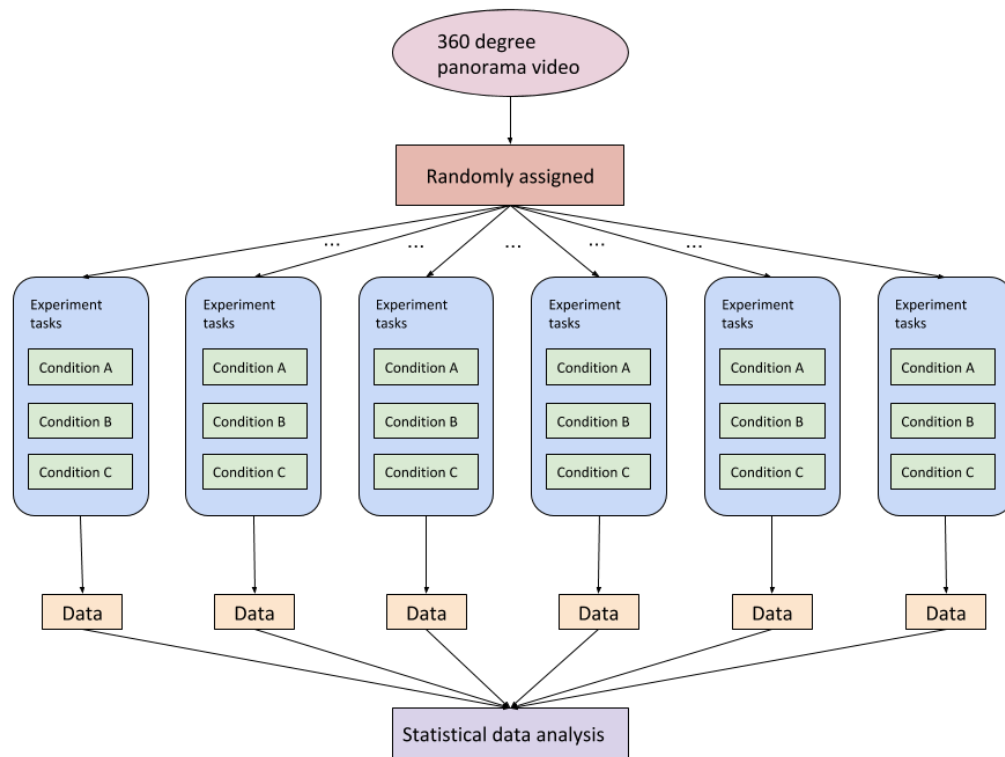 360 degree
panorama video
Randomly assigned
... ... ... ... ...
Experiment
tasks
Condition A
Condition B
Condition C
Experiment
tasks
Condition A
Condition B
Condition C
Experiment
tasks
Condition A
Condition B
Condition C
Experiment
tasks
Condition A
Condition B
Condition C
Experiment
tasks
Condition A
Condition B
Condition C
Experiment
tasks
Condition A
Condition B
Condition C
Data
Data
Data
Data
Data
Data
Statistical data analysis